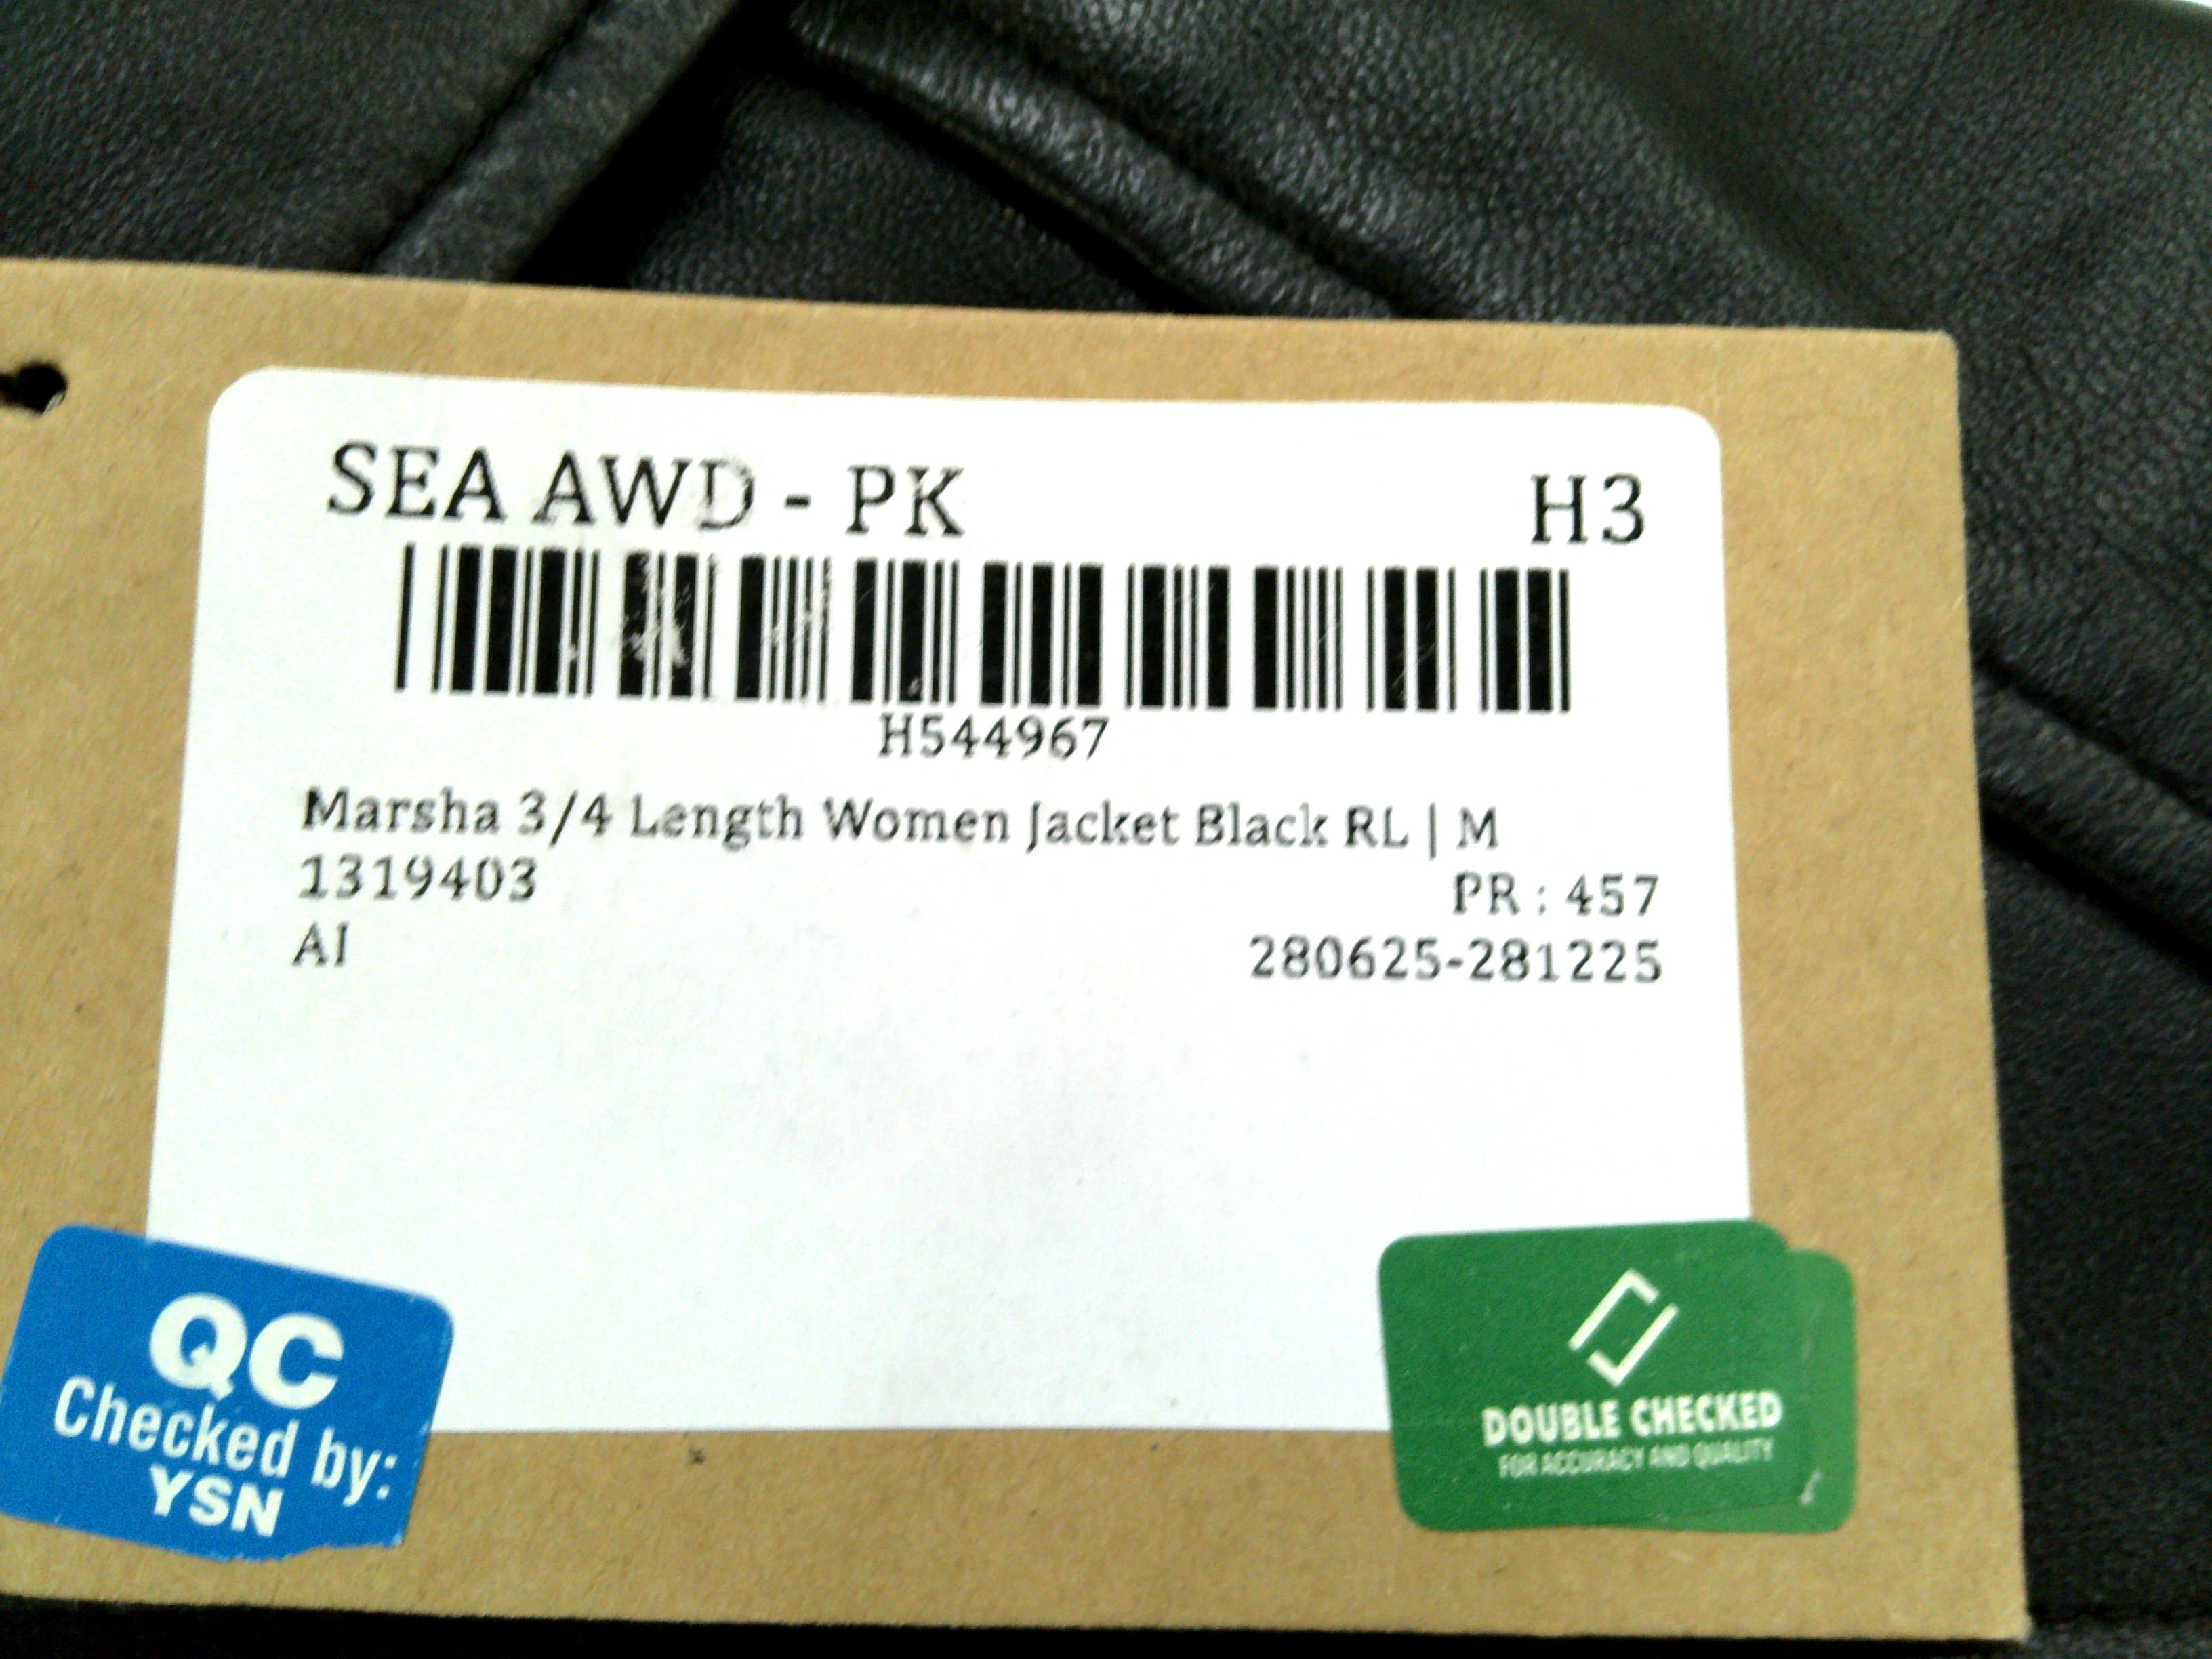 SEA AWD - PK H3
H544967
Marsha 3/4 Length Women Jacket Black RL | M
1319403 PR : 457
AI 280625-281225
QC
Checked by:
YSN
DOUBLE CHECKED
FOR ACCURACY AND QUALITY